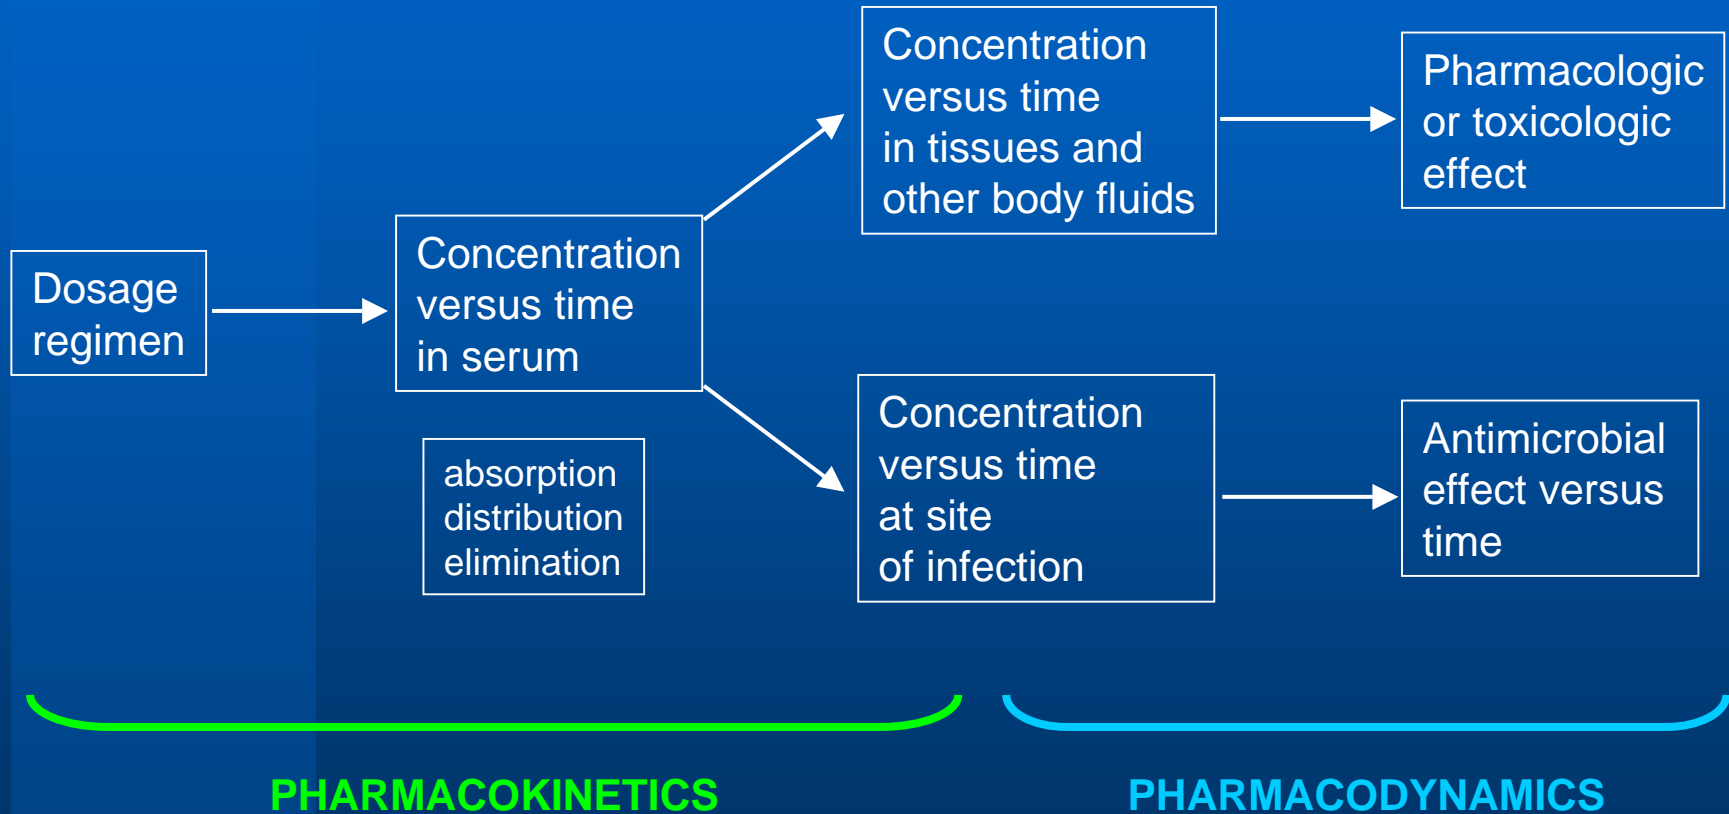 Dosage
regimen
Concentration
versus time
in serum
absorption
distribution
elimination
Concentration
versus time
in tissues and
other body fluids
Pharmacologic
or toxicologic
effect
Concentration
versus time
at site
of infection
Antimicrobial
effect versus
time
PHARMACOKINETICS
PHARMACODYNAMICS